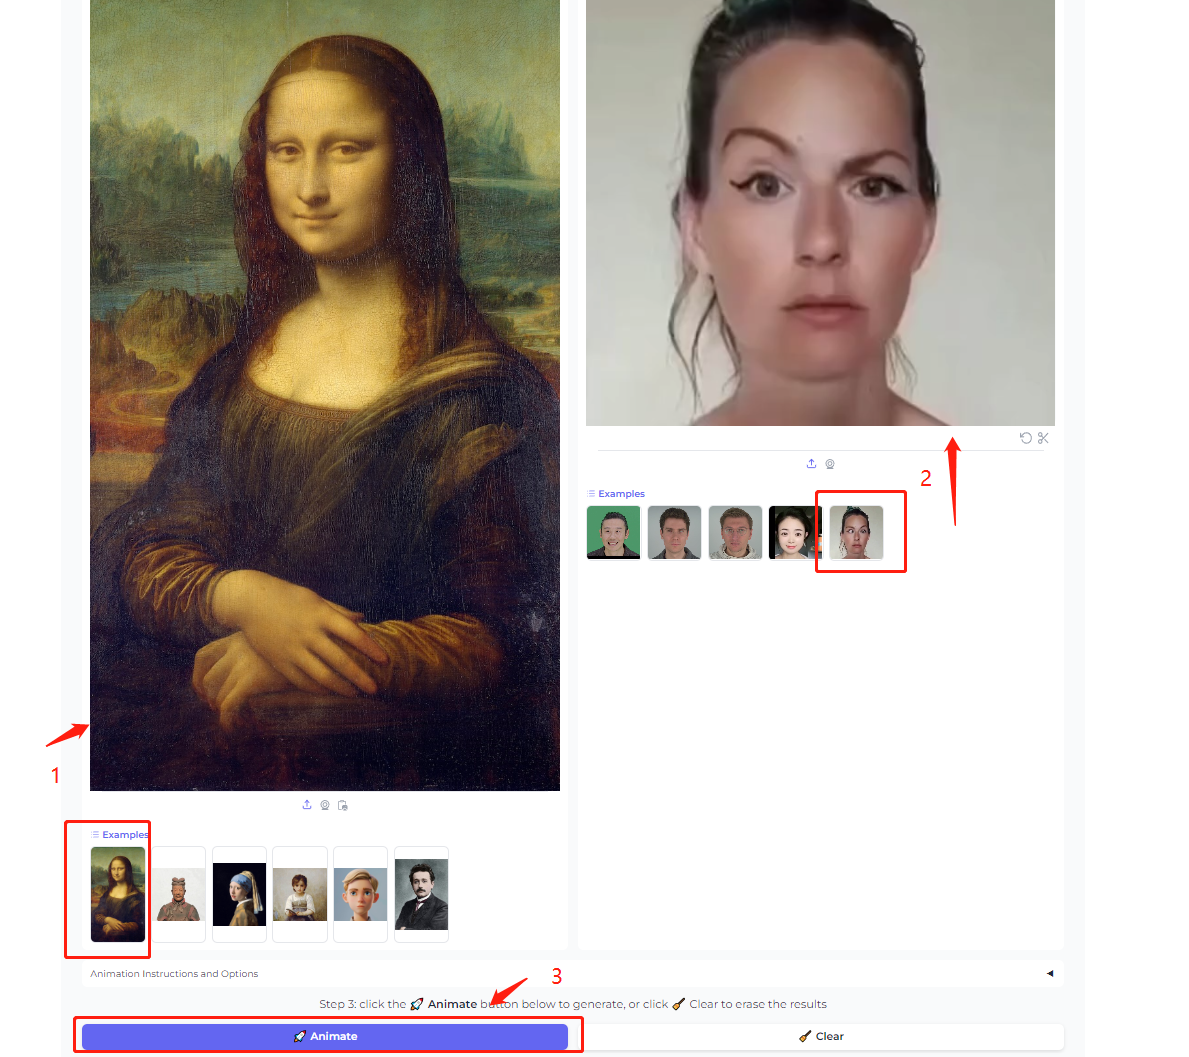 2
Examples
1
Examples
Animation Instructions and Options
3
Step 3: click the 🚀 Animate button below to generate, or click 🧹 Clear to erase the results
🚀 Animate
🧹 Clear